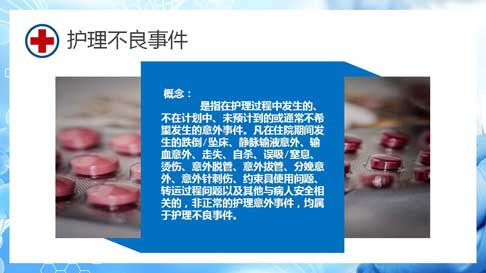 护理不良事件
概念：
是指在护理过程中发生的、
不在计划中、未预计到的或通常不希
望发生的意外事件。凡在住院期间发
生的跌倒/坠床、静脉输液意外、输
血意外、走失、自杀、误吸/窒息、
烫伤、意外脱管、意外拔管、分娩意
外、意外针刺伤、约束具使用问题、
转运过程问题以及其他与病人安全相
关的，非正常的护理意外事件，均属
于护理不良事件。